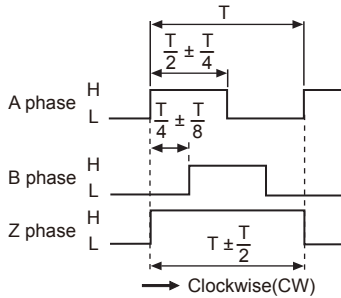 T
T/2 ± T/4
A phase H
L
T/4 ± T/8
B phase H
L
Z phase H
L
T ± T/2
Clockwise(CW)